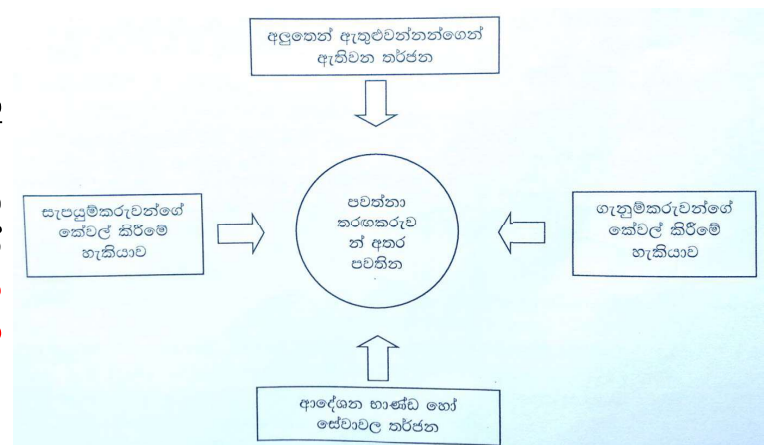 අලුතෙන් ඇතුළුවන්නන්ගෙන්
ඇතිවන තර්ජන
සැපයුම්කරුවන්ගේ
කේවල් කිරීමේ
හැකියාව
පවත්නා
තරඟකරුව
න් අතර
පවතින
ගැනුම්කරුවන්ගේ
කේවල් කිරීමේ
හැකියාව
ආදේශන භාණ්ඩ හෝ
සේවාවල තර්ජන